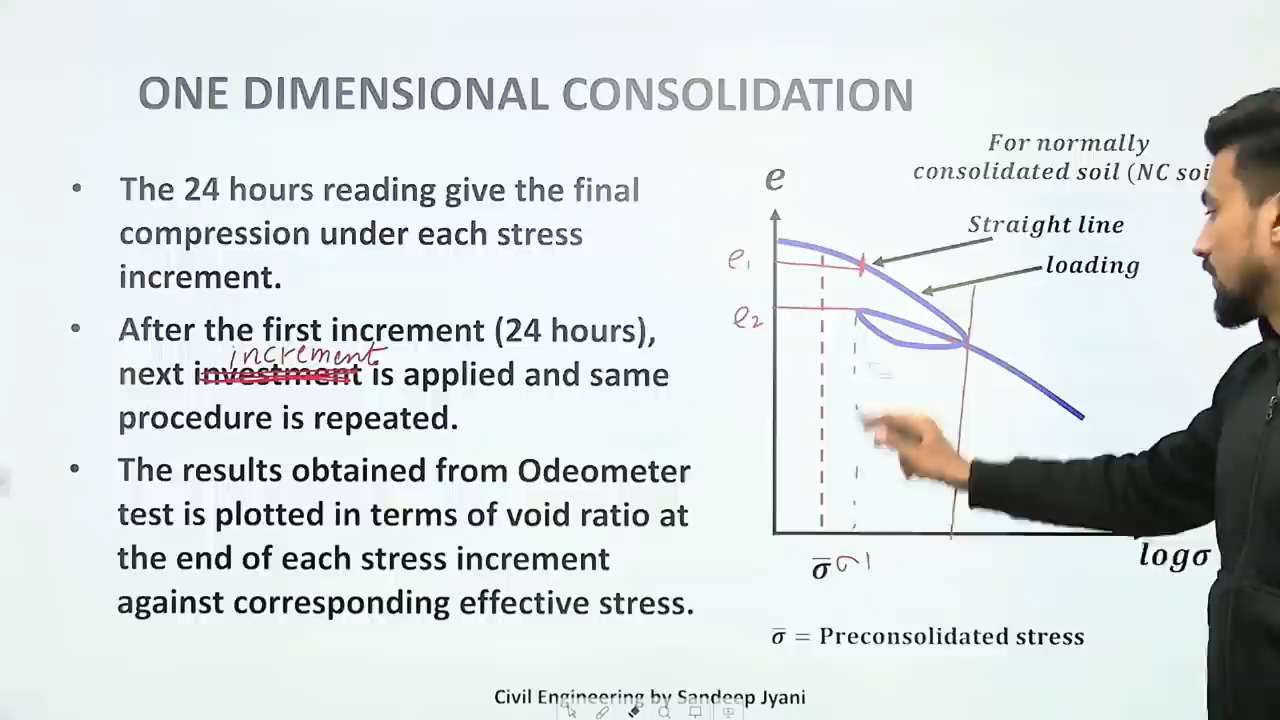 ONE DIMENSIONAL CONSOLIDATION
• The 24 hours reading give the final
compression under each stress
increment.
• After the first increment (24 hours),
increment
next investment is applied and same
procedure is repeated.
• The results obtained from Odeometer
test is plotted in terms of void ratio at
the end of each stress increment
against corresponding effective stress.
For normally
consolidated soil (NC soi
e
Straight line
loading
e₁
e₂
σ̅ σ1
logσ
σ̅ = Preconsolidated stress
Civil Engineering by Sandeep Jyani